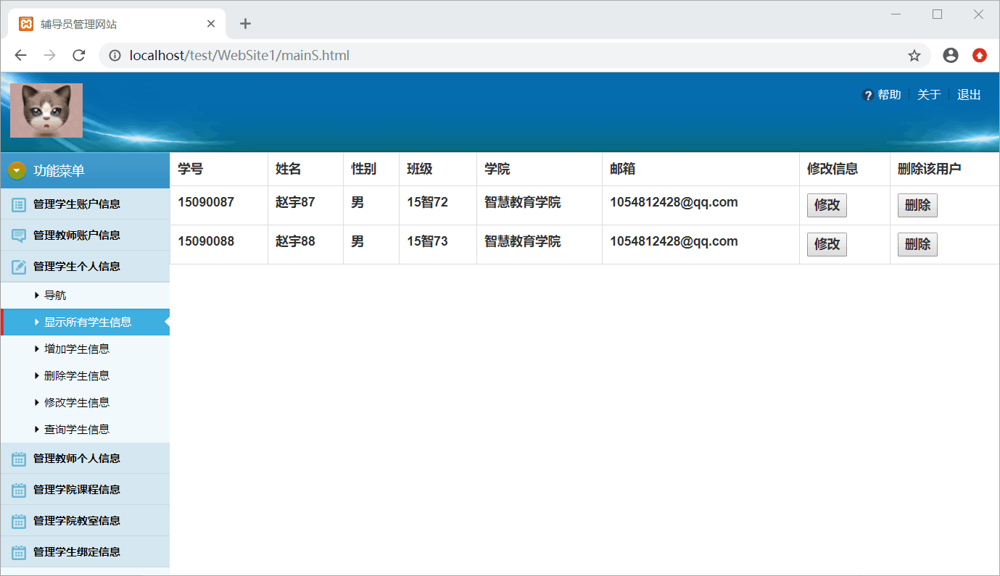 辅导员管理网站
localhost/test/WebSite1/mainS.html
帮助 关于 退出
功能菜单
管理学生账户信息
管理教师账户信息
管理学生个人信息
导航
显示所有学生信息
增加学生信息
删除学生信息
修改学生信息
查询学生信息
管理教师个人信息
管理学院课程信息
管理学院教室信息
管理学生绑定信息
学号 姓名 性别 班级 学院 邮箱 修改信息 删除该用户
15090087 赵宇87 男 15智72 智慧教育学院 1054812428@qq.com 修改 删除
15090088 赵宇88 男 15智73 智慧教育学院 1054812428@qq.com 修改 删除